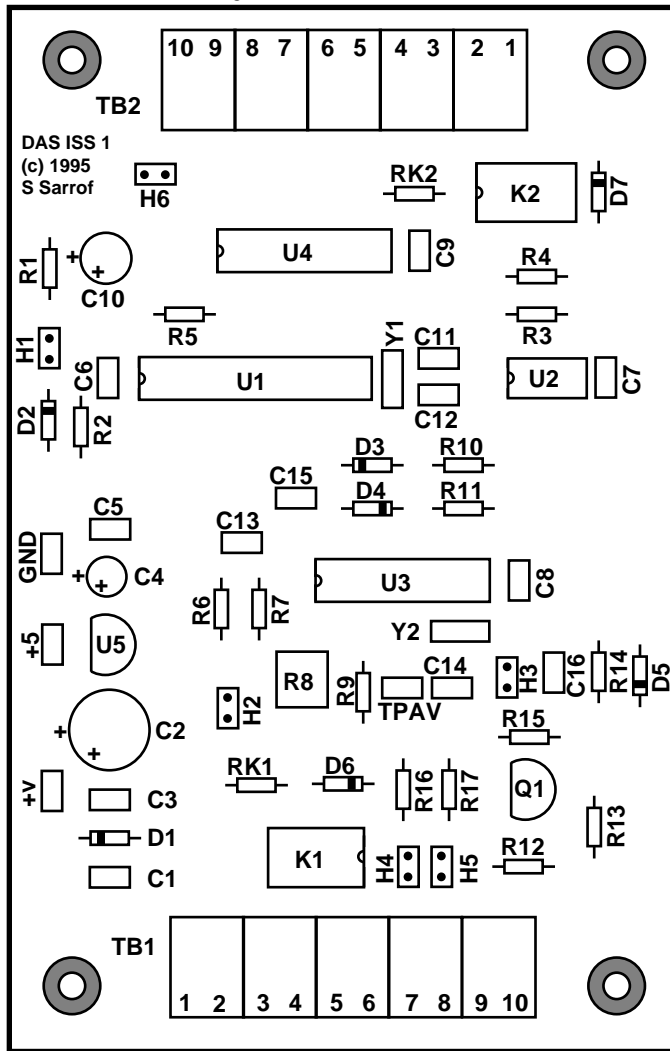 10 9 8 7 6 5 4 3 2 1
TB2
DAS ISS 1
(c) 1995
S Sarrof
H6
RK2
K2
D7
R1
C10
U4
C9
R4
R5
Y1
C11
R3
H1
C6
U1
C12
U2
C7
D2
R2
D3
R10
C15
D4
R11
C5
C13
GND
C4
U3
C8
R6
R7
+5
U5
Y2
R8
R9
C14
TPAV
H3
C16
R14
D5
H2
C2
R15
+V
RK1
D6
R16
R17
Q1
C3
R13
D1
K1
H4
H5
R12
C1
TB1
1 2 3 4 5 6 7 8 9 10